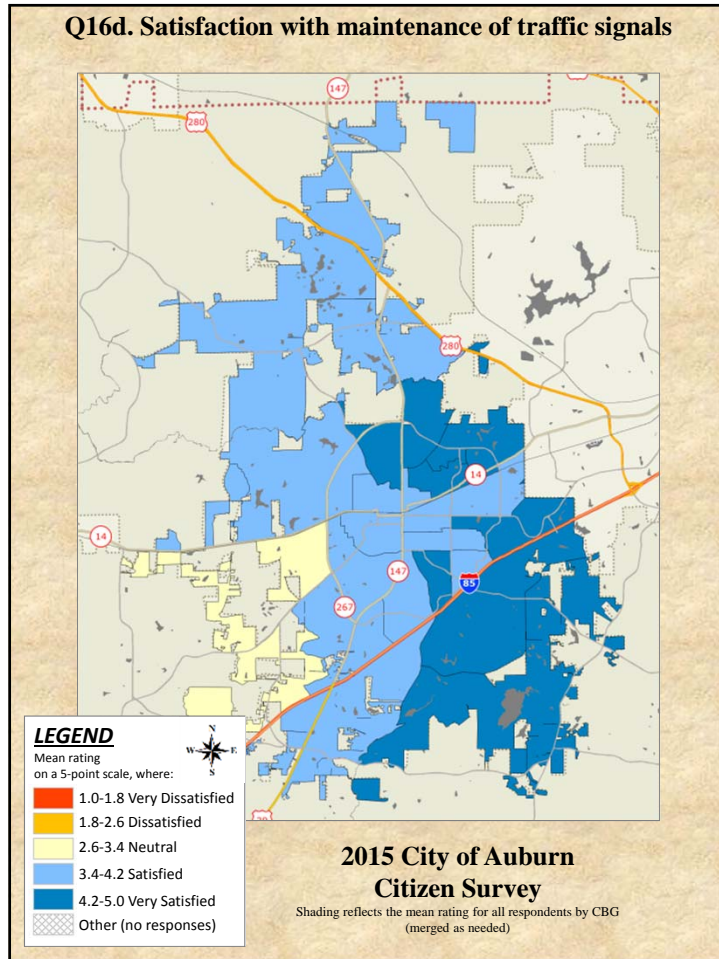 Q16d. Satisfaction with maintenance of traffic signals
147
280
280
14
14
147
85
267
LEGEND
Mean rating
on a 5-point scale, where:
N
W
E
S
1.0-1.8 Very Dissatisfied
1.8-2.6 Dissatisfied
2.6-3.4 Neutral
3.4-4.2 Satisfied
4.2-5.0 Very Satisfied
Other (no responses)
2015 City of Auburn
Citizen Survey
Shading reflects the mean rating for all respondents by CBG
(merged as needed)